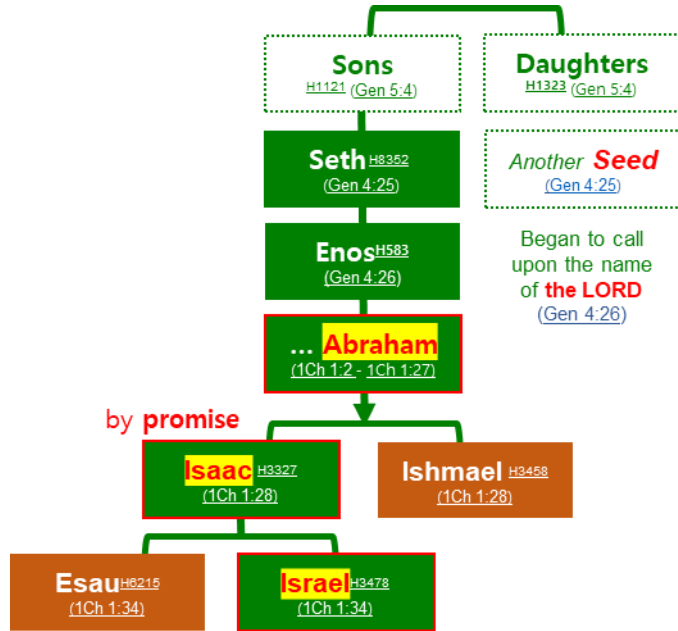 Sons
H1121 (Gen 5:4)
Daughters
H1323 (Gen 5:4)
Seth H8352
(Gen 4:25)
Another Seed
(Gen 4:25)
Enos H583
(Gen 4:26)
Began to call
upon the name
of the LORD
(Gen 4:26)
... Abraham
(1Ch 1:2 - 1Ch 1:27)
by promise
Isaac H3327
(1Ch 1:28)
Ishmael H3458
(1Ch 1:28)
Esau H6215
(1Ch 1:34)
Israel H3478
(1Ch 1:34)